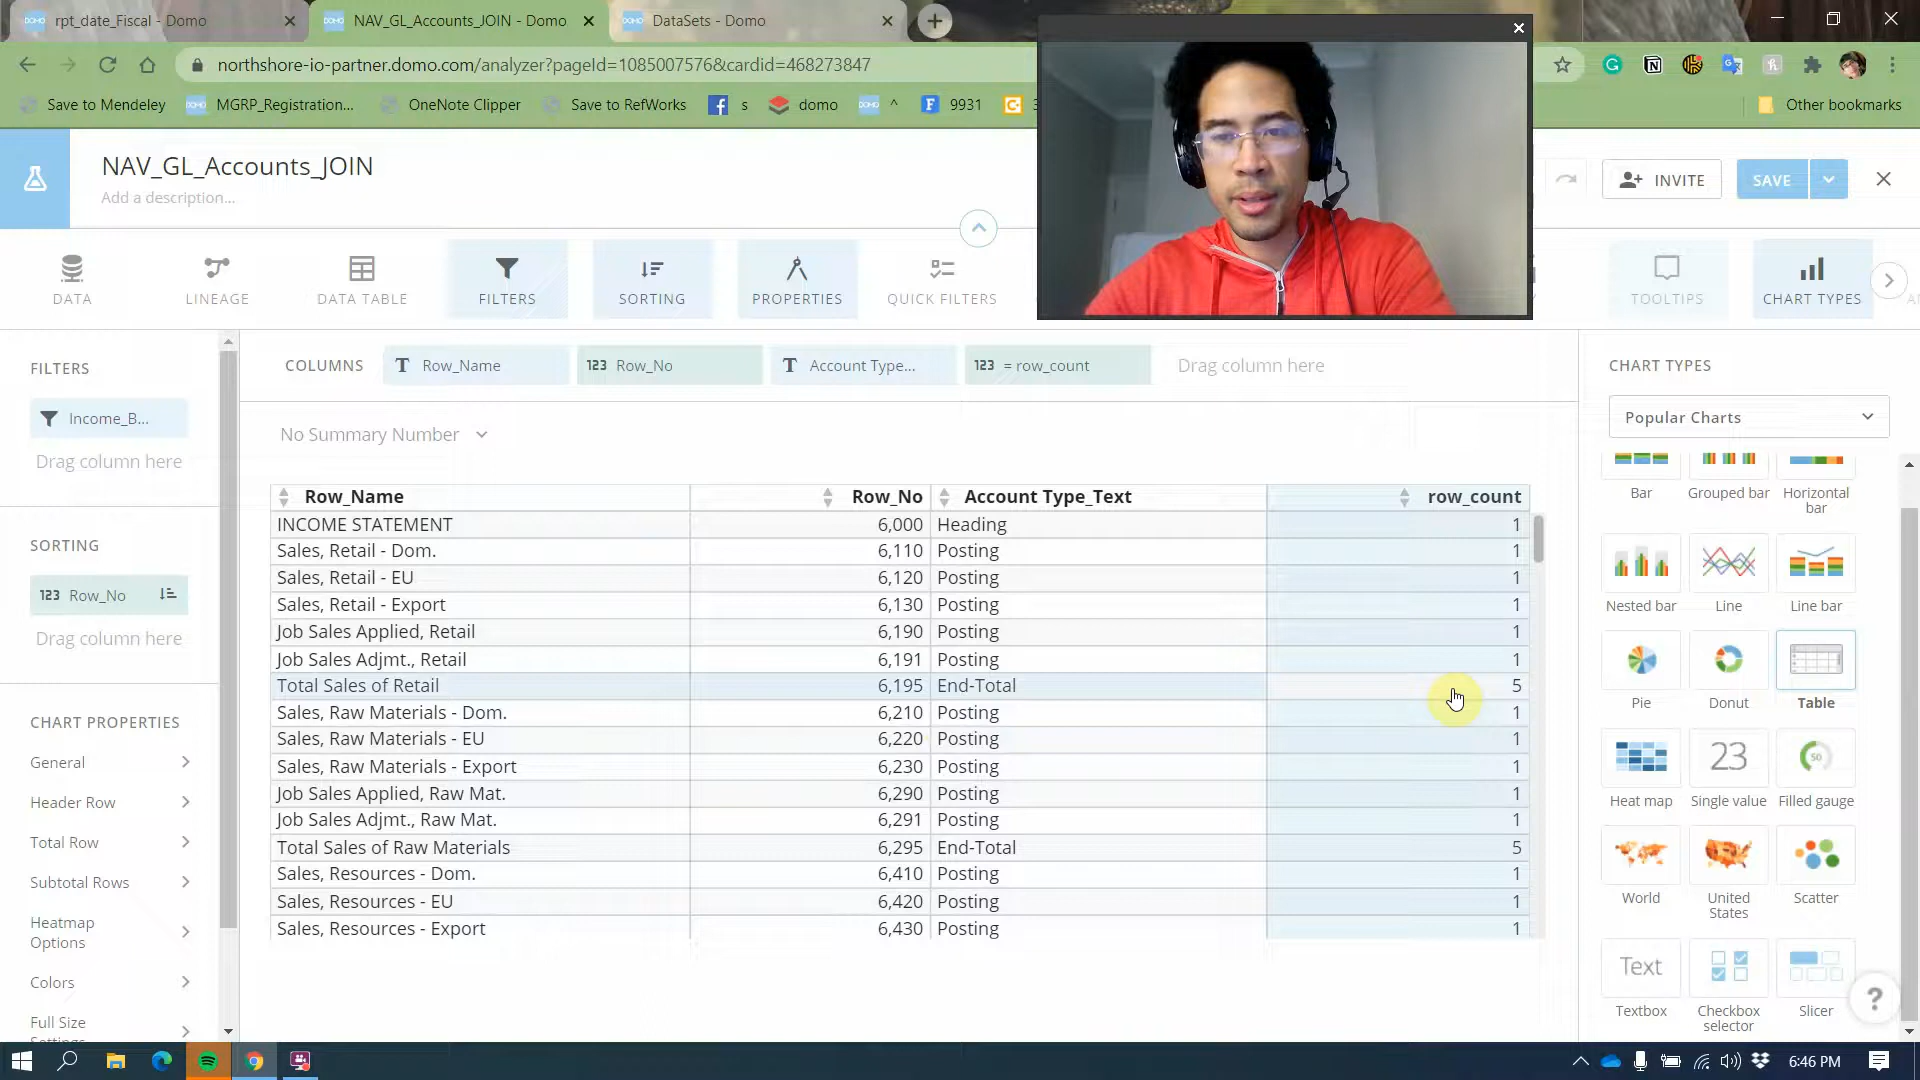 rpt_date_Fiscal - Domo
NAV_GL_Accounts_JOIN - Domo
DataSets - Domo
northshore-io-partner.domo.com/analyzer?pageId=1085007576&cardid=468273847
Save to Mendeley
MGRP_Registration...
OneNote Clipper
Save to RefWorks
s
domo
^
9931
Other bookmarks
NAV_GL_Accounts_JOIN
Add a description...
INVITE
SAVE
DATA
LINEAGE
DATA TABLE
FILTERS
SORTING
PROPERTIES
QUICK FILTERS
TOOLTIPS
CHART TYPES
FILTERS
Income_B...
Drag column here
SORTING
123 Row_No
Drag column here
CHART PROPERTIES
General
Header Row
Total Row
Subtotal Rows
Heatmap
Options
Colors
Full Size
COLUMNS
T Row_Name
123 Row_No
T Account Type...
123 = row_count
Drag column here
No Summary Number
Row_Name Row_No Account Type_Text row_count
INCOME STATEMENT 6,000 Heading 1
Sales, Retail - Dom. 6,110 Posting 1
Sales, Retail - EU 6,120 Posting 1
Sales, Retail - Export 6,130 Posting 1
Job Sales Applied, Retail 6,190 Posting 1
Job Sales Adjmt., Retail 6,191 Posting 1
Total Sales of Retail 6,195 End-Total 5
Sales, Raw Materials - Dom. 6,210 Posting 1
Sales, Raw Materials - EU 6,220 Posting 1
Sales, Raw Materials - Export 6,230 Posting 1
Job Sales Applied, Raw Mat. 6,290 Posting 1
Job Sales Adjmt., Raw Mat. 6,291 Posting 1
Total Sales of Raw Materials 6,295 End-Total 5
Sales, Resources - Dom. 6,410 Posting 1
Sales, Resources - EU 6,420 Posting 1
Sales, Resources - Export 6,430 Posting 1
CHART TYPES
Popular Charts
Bar
Grouped bar
Horizontal
bar
Nested bar
Line
Line bar
Pie
Donut
Table
23
50
Heat map
Single value
Filled gauge
World
United
States
Scatter
Text
Textbox
Checkbox
selector
Slicer
?
6:46 PM